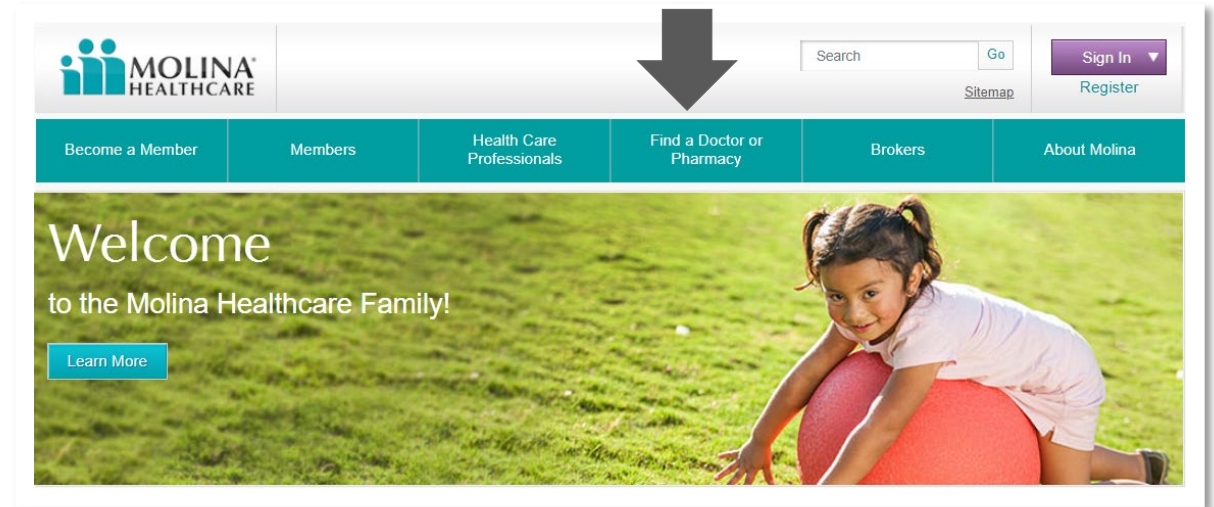 MOLINA®
HEALTHCARE
Search
Go
Sitemap
Sign In ▼
Register
Become a Member
Members
Health Care
Professionals
Find a Doctor or
Pharmacy
Brokers
About Molina
Welcome
to the Molina Healthcare Family!
Learn More